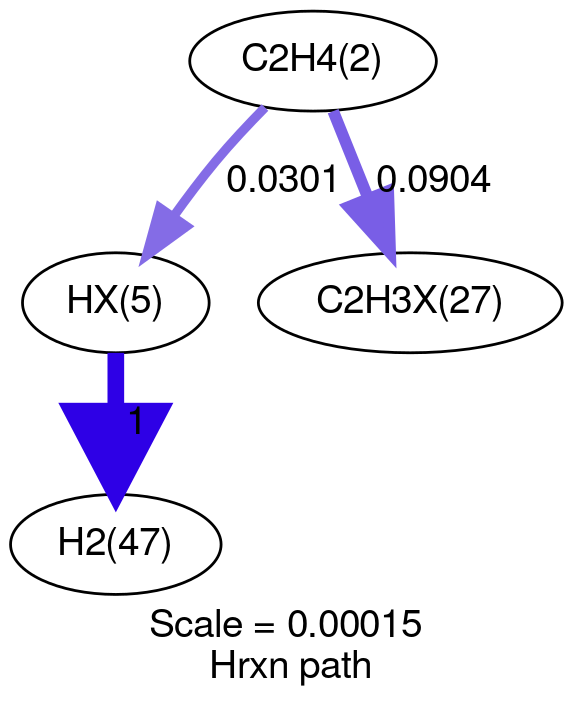 C2H4(2)
0.0301
0.0904
HX(5)
C2H3X(27)
1
H2(47)
Scale = 0.00015
Hrxn path